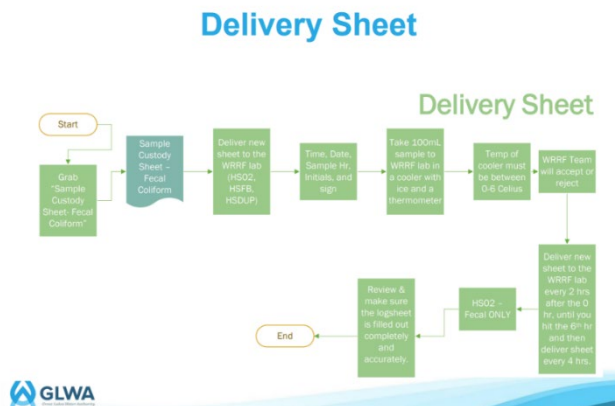 Delivery Sheet
Delivery Sheet
Start
Grab
"Sample
Custody
Sheet- Fecal
Coliform"
Sample
Custody
Sheet –
Fecal
Coliform
Deliver new
sheet to the
WRRF lab
(HS02,
HSFB,
HSDUP)
Time, Date,
Sample Hr.
Initials, and
sign
Take 100mL
sample to
WRRF lab in
a cooler with
ice and a
thermometer
Temp of
cooler must
be between
0-6 Celius
WRRF Team
will accept or
reject
Deliver new
sheet to the
WRRF lab
every 2 hrs
after the 0
hr, until you
hit the 6th hr
and then
deliver sheet
every 4 hrs.
HS02 –
Fecal ONLY
Review &
make sure
the logsheet
is filled out
completely
and
accurately.
End
GLWA